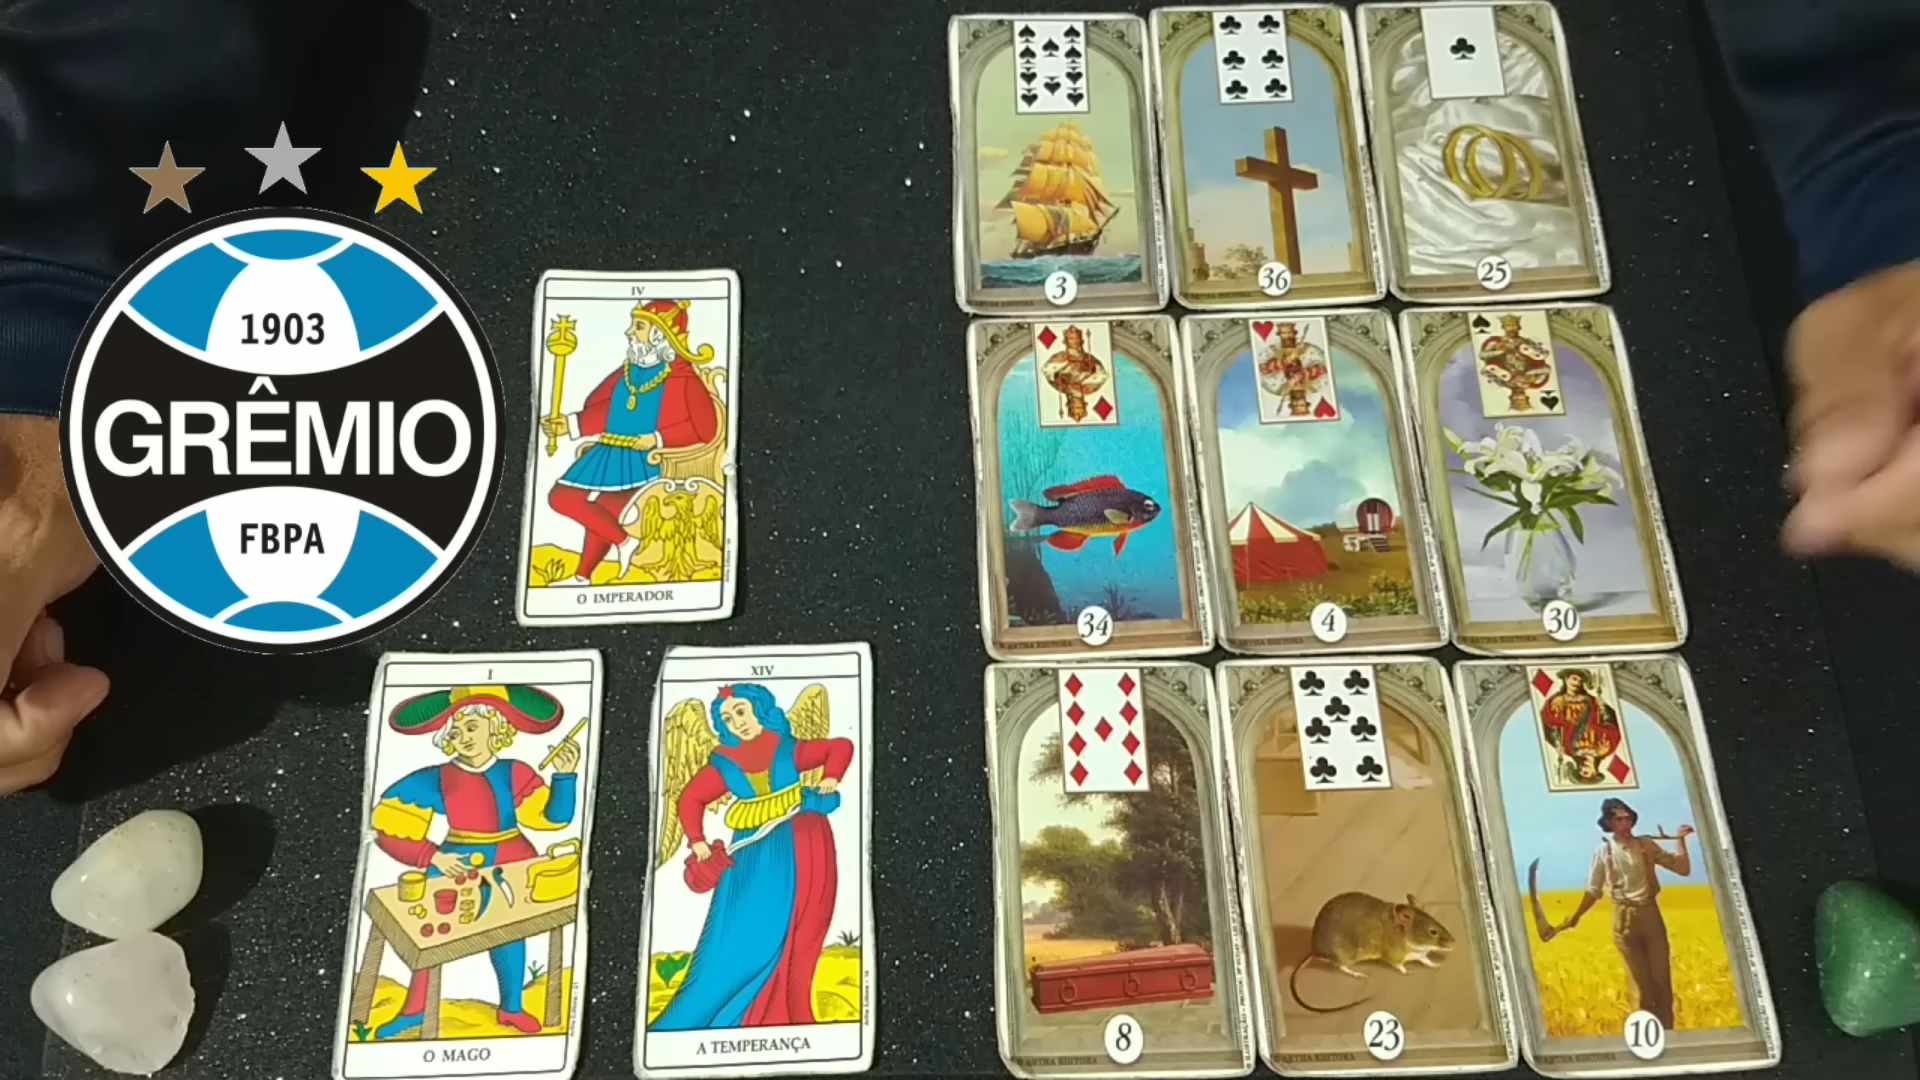 1903
GRÊMIO
FBPA
IV
O IMPERADOR
I
O MAGO
XIV
A TEMPERANÇA
3
36
25
34
4
30
8
23
10